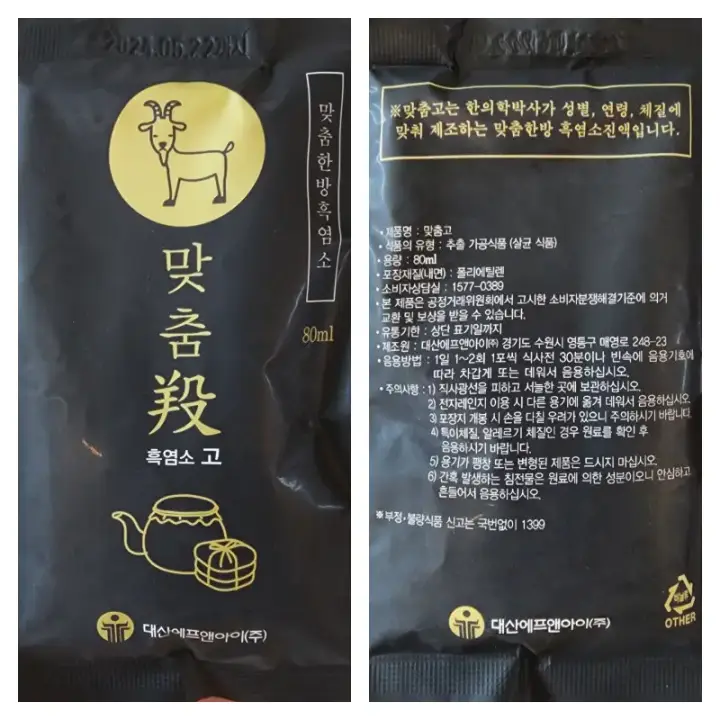 2024.05.22까지
맞춤한방흑염소
맞춤羖
80ml
흑염소 고
대산에프앤아이(주)
※맞춤고는 한의학박사가 성별, 연령, 체질에
맞춰 제조하는 맞춤한방 흑염소진액입니다.
• 제품명 : 맞춤고
• 식품의 유형 : 추출 가공식품 (살균 식품)
• 용량 : 80ml
• 포장재질(내면) : 폴리에틸렌
• 소비자상담실 : 1577-0389
• 본 제품은 공정거래위원회에서 고시한 소비자분쟁해결기준에 의거
교환 및 보상을 받을 수 있습니다.
• 유통기한 : 상단 표기일까지
• 제조원 : 대산에프앤아이㈜ 경기도 수원시 영통구 매영로 248-23
• 음용방법 : 1일 1~2회 1포씩 식사전 30분이나 빈속에 음용기호에
따라 차갑게 또는 데워서 음용하십시오.
• 주의사항 : 1) 직사광선을 피하고 서늘한 곳에 보관하십시오.
2) 전자레인지 이용 시 다른 용기에 옮겨 데워서 음용하십시오.
3) 포장지 개봉 시 손을 다칠 우려가 있으니 주의하시기 바랍니다.
4) 특이체질, 알레르기 체질인 경우 원료를 확인 후
음용하시기 바랍니다.
5) 용기가 팽창 또는 변형된 제품은 드시지 마십시오.
6) 간혹 발생하는 침전물은 원료에 의한 성분이오니 안심하고
흔들어서 음용하십시오.
※ 부정•불량식품 신고는 국번없이 1399
OTHER
대산에프앤아이(주)